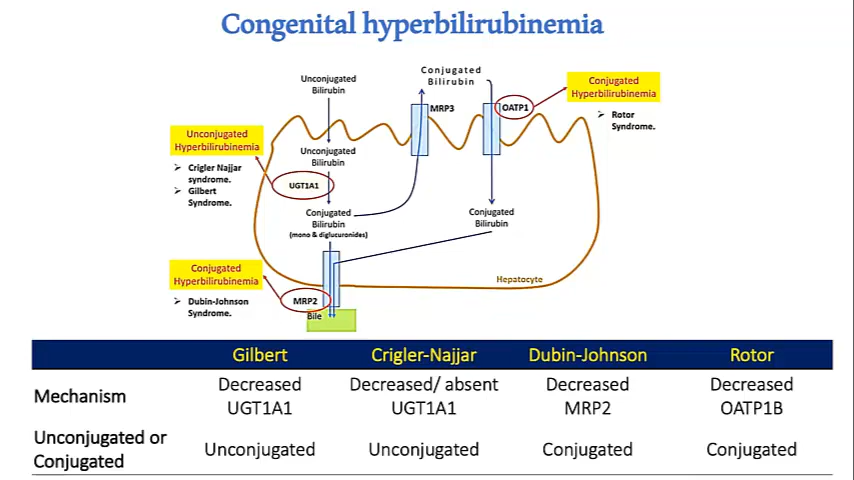 Congenital hyperbilirubinemia
Unconjugated
Bilirubin
Conjugated
Bilirubin
MRP3
OATP1
Conjugated
Hyperbilirubinemia
➢ Rotor
Syndrome.
Unconjugated
Hyperbilirubinemia
➢ Crigler Najjar
syndrome.
➢ Gilbert
Syndrome.
Unconjugated
Bilirubin
UGT1A1
Conjugated
Bilirubin
(mono & diglucuronides)
Conjugated
Bilirubin
Conjugated
Hyperbilirubinemia
➢ Dubin-Johnson
Syndrome.
MRP2
Bile
Hepatocyte
Gilbert Crigler-Najjar Dubin-Johnson Rotor
Mechanism
Decreased Decreased/ absent Decreased Decreased
UGT1A1 UGT1A1 MRP2 OATP1B
Unconjugated or
Conjugated
Unconjugated Unconjugated Conjugated Conjugated